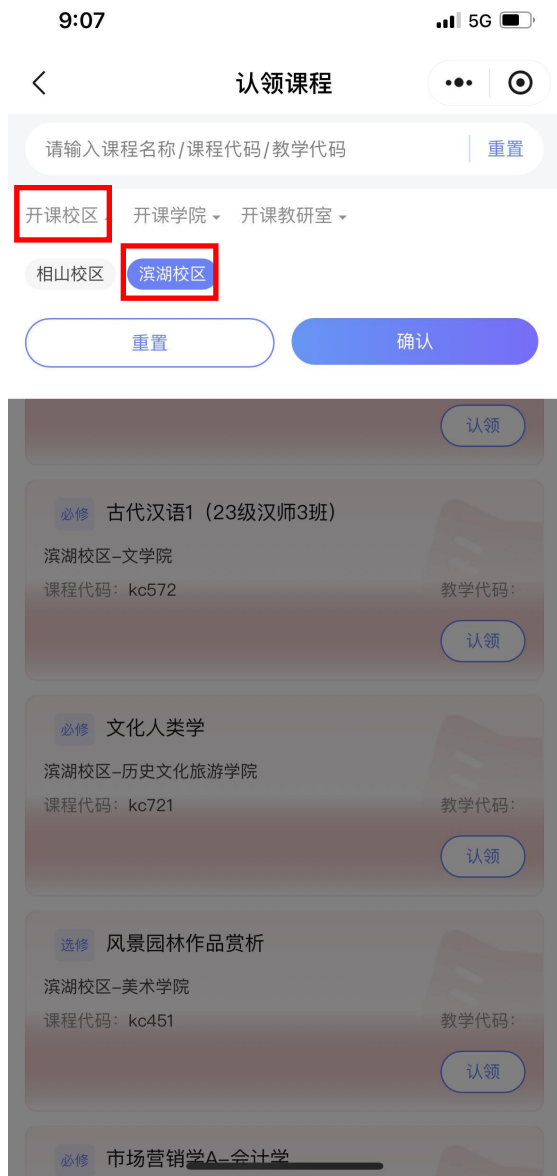 9:07
5G
认领课程
请输入课程名称/课程代码/教学代码
重置
开课校区 开课学院 开课教研室
相山校区 滨湖校区
重置 确认
认领
必修 古代汉语1（23级汉师3班）
滨湖校区-文学院
课程代码：kc572 教学代码：
认领
必修 文化人类学
滨湖校区-历史文化旅游学院
课程代码：kc721 教学代码：
认领
选修 风景园林作品赏析
滨湖校区-美术学院
课程代码：kc451 教学代码：
认领
必修 市场营销学A-会计学